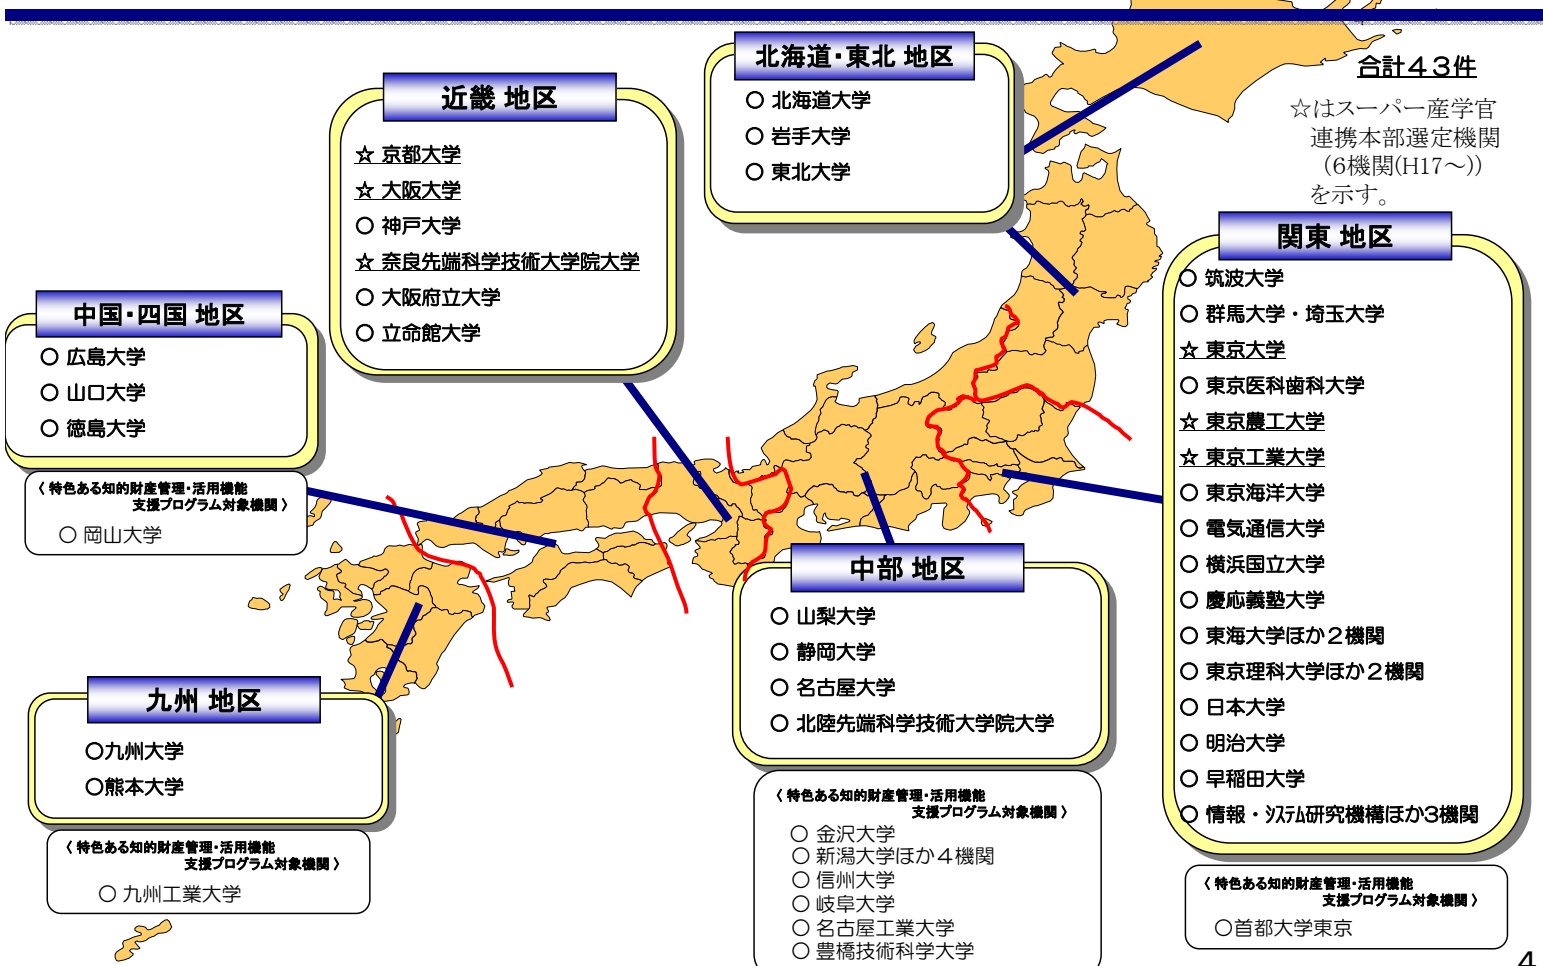 合計４３件
☆はスーパー産学官
連携本部選定機関
（6機関(H17～））
を示す。
北海道・東北 地区
○ 北海道大学
○ 岩手大学
○ 東北大学
近畿 地区
☆ 京都大学
☆ 大阪大学
○ 神戸大学
☆ 奈良先端科学技術大学院大学
○ 大阪府立大学
○ 立命館大学
中国・四国 地区
○ 広島大学
○ 山口大学
○ 徳島大学
〈 特色ある知的財産管理・活用機能
支援プログラム対象機関 〉
○ 岡山大学
関東 地区
○ 筑波大学
○ 群馬大学・埼玉大学
☆ 東京大学
○ 東京医科歯科大学
☆ 東京農工大学
☆ 東京工業大学
○ 東京海洋大学
○ 電気通信大学
○ 横浜国立大学
○ 慶応義塾大学
○ 東海大学ほか２機関
○ 東京理科大学ほか２機関
○ 日本大学
○ 明治大学
○ 早稲田大学
○ 情報・ｼｽﾃﾑ研究機構ほか3機関
〈 特色ある知的財産管理・活用機能
支援プログラム対象機関 〉
○首都大学東京
中部 地区
○ 山梨大学
○ 静岡大学
○ 名古屋大学
○ 北陸先端科学技術大学院大学
〈 特色ある知的財産管理・活用機能
支援プログラム対象機関 〉
○ 金沢大学
○ 新潟大学ほか４機関
○ 信州大学
○ 岐阜大学
○ 名古屋工業大学
○ 豊橋技術科学大学
九州 地区
○九州大学
○熊本大学
〈 特色ある知的財産管理・活用機能
支援プログラム対象機関 〉
○ 九州工業大学
4